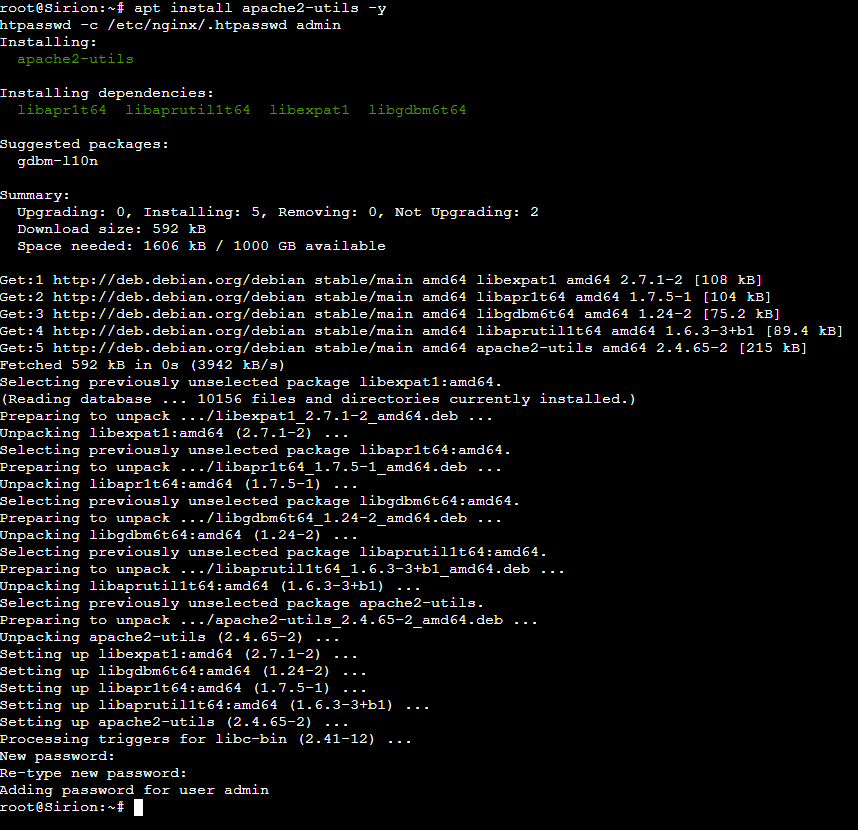 root@Sirion:~# apt install apache2-utils -y
htpasswd -c /etc/nginx/.htpasswd admin
Installing:
  apache2-utils

Installing dependencies:
  libapr1t64  libaprutil1t64  libexpat1  libgdbm6t64

Suggested packages:
  gdbm-l10n

Summary:
  Upgrading: 0, Installing: 5, Removing: 0, Not Upgrading: 2
  Download size: 592 kB
  Space needed: 1606 kB / 1000 GB available

Get:1 http://deb.debian.org/debian stable/main amd64 libexpat1 amd64 2.7.1-2 [108 kB]
Get:2 http://deb.debian.org/debian stable/main amd64 libapr1t64 amd64 1.7.5-1 [104 kB]
Get:3 http://deb.debian.org/debian stable/main amd64 libgdbm6t64 amd64 1.24-2 [75.2 kB]
Get:4 http://deb.debian.org/debian stable/main amd64 libaprutil1t64 amd64 1.6.3-3+b1 [89.4 kB]
Get:5 http://deb.debian.org/debian stable/main amd64 apache2-utils amd64 2.4.65-2 [215 kB]
Fetched 592 kB in 0s (3942 kB/s)
Selecting previously unselected package libexpat1:amd64.
(Reading database ... 10156 files and directories currently installed.)
Preparing to unpack .../libexpat1_2.7.1-2_amd64.deb ...
Unpacking libexpat1:amd64 (2.7.1-2) ...
Selecting previously unselected package libapr1t64:amd64.
Preparing to unpack .../libapr1t64_1.7.5-1_amd64.deb ...
Unpacking libapr1t64:amd64 (1.7.5-1) ...
Selecting previously unselected package libgdbm6t64:amd64.
Preparing to unpack .../libgdbm6t64_1.24-2_amd64.deb ...
Unpacking libgdbm6t64:amd64 (1.24-2) ...
Selecting previously unselected package libaprutil1t64:amd64.
Preparing to unpack .../libaprutil1t64_1.6.3-3+b1_amd64.deb ...
Unpacking libaprutil1t64:amd64 (1.6.3-3+b1) ...
Selecting previously unselected package apache2-utils.
Preparing to unpack .../apache2-utils_2.4.65-2_amd64.deb ...
Unpacking apache2-utils (2.4.65-2) ...
Setting up libexpat1:amd64 (2.7.1-2) ...
Setting up libgdbm6t64:amd64 (1.24-2) ...
Setting up libapr1t64:amd64 (1.7.5-1) ...
Setting up libaprutil1t64:amd64 (1.6.3-3+b1) ...
Setting up apache2-utils (2.4.65-2) ...
Processing triggers for libc-bin (2.41-12) ...
New password:
Re-type new password:
Adding password for user admin
root@Sirion:~#